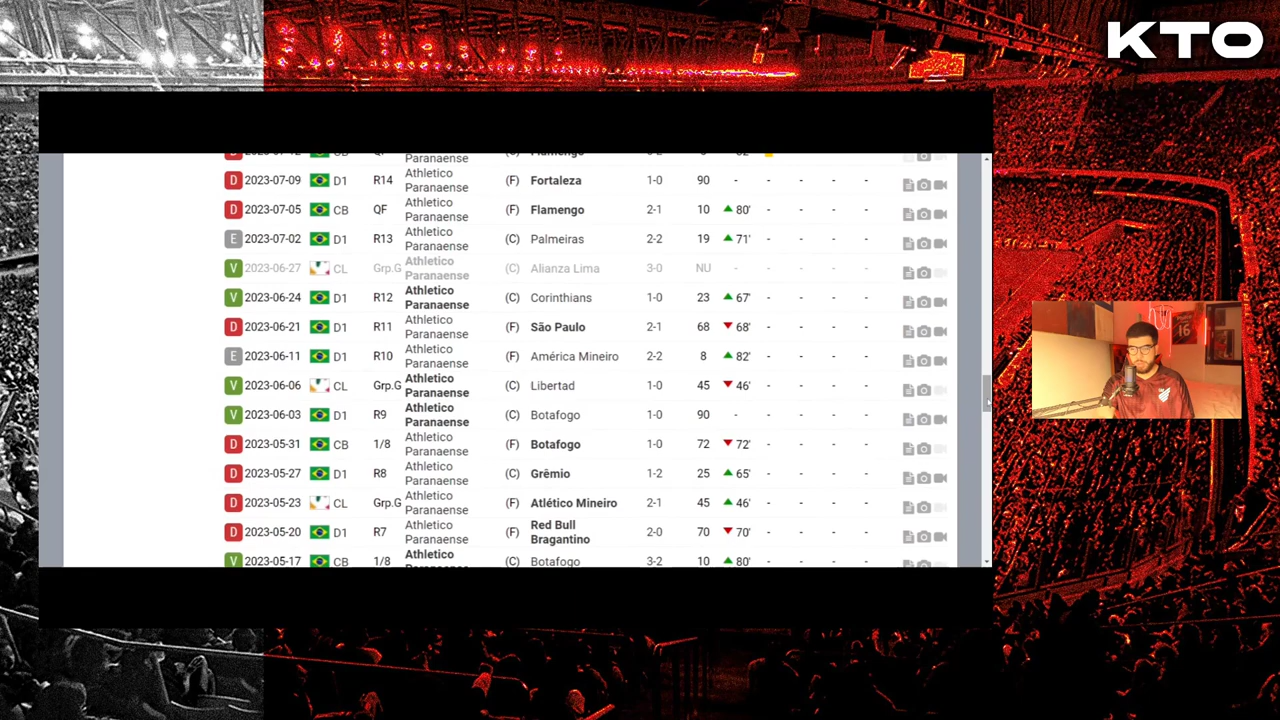 KTO
Paranaense
D 2023-07-09 D1 R14 Athletico Paranaense (F) Fortaleza 1-0 90 - - - - -
D 2023-07-05 CB QF Athletico Paranaense (F) Flamengo 2-1 10 80' - - - -
E 2023-07-02 D1 R13 Athletico Paranaense (C) Palmeiras 2-2 19 71' - - - -
V 2023-06-27 CL Grp.G Athletico Paranaense (C) Alianza Lima 3-0 NU - - - - -
V 2023-06-24 D1 R12 Athletico Paranaense (C) Corinthians 1-0 23 67' - - - -
D 2023-06-21 D1 R11 Athletico Paranaense (F) São Paulo 2-1 68 68' - - - -
E 2023-06-11 D1 R10 Athletico Paranaense (F) América Mineiro 2-2 8 82' - - - -
V 2023-06-06 CL Grp.G Athletico Paranaense (C) Libertad 1-0 45 46' - - - -
V 2023-06-03 D1 R9 Athletico Paranaense (C) Botafogo 1-0 90 - - - - -
D 2023-05-31 CB 1/8 Athletico Paranaense (F) Botafogo 1-0 72 72' - - - -
D 2023-05-27 D1 R8 Athletico Paranaense (C) Grêmio 1-2 25 65' - - - -
D 2023-05-23 CL Grp.G Athletico Paranaense (F) Atlético Mineiro 2-1 45 46' - - - -
D 2023-05-20 D1 R7 Athletico Paranaense (F) Red Bull Bragantino 2-0 70 70' - - - -
V 2023-05-17 CB 1/8 Athletico Paranaense (C) Botafogo 3-2 10 80' - - - -
16